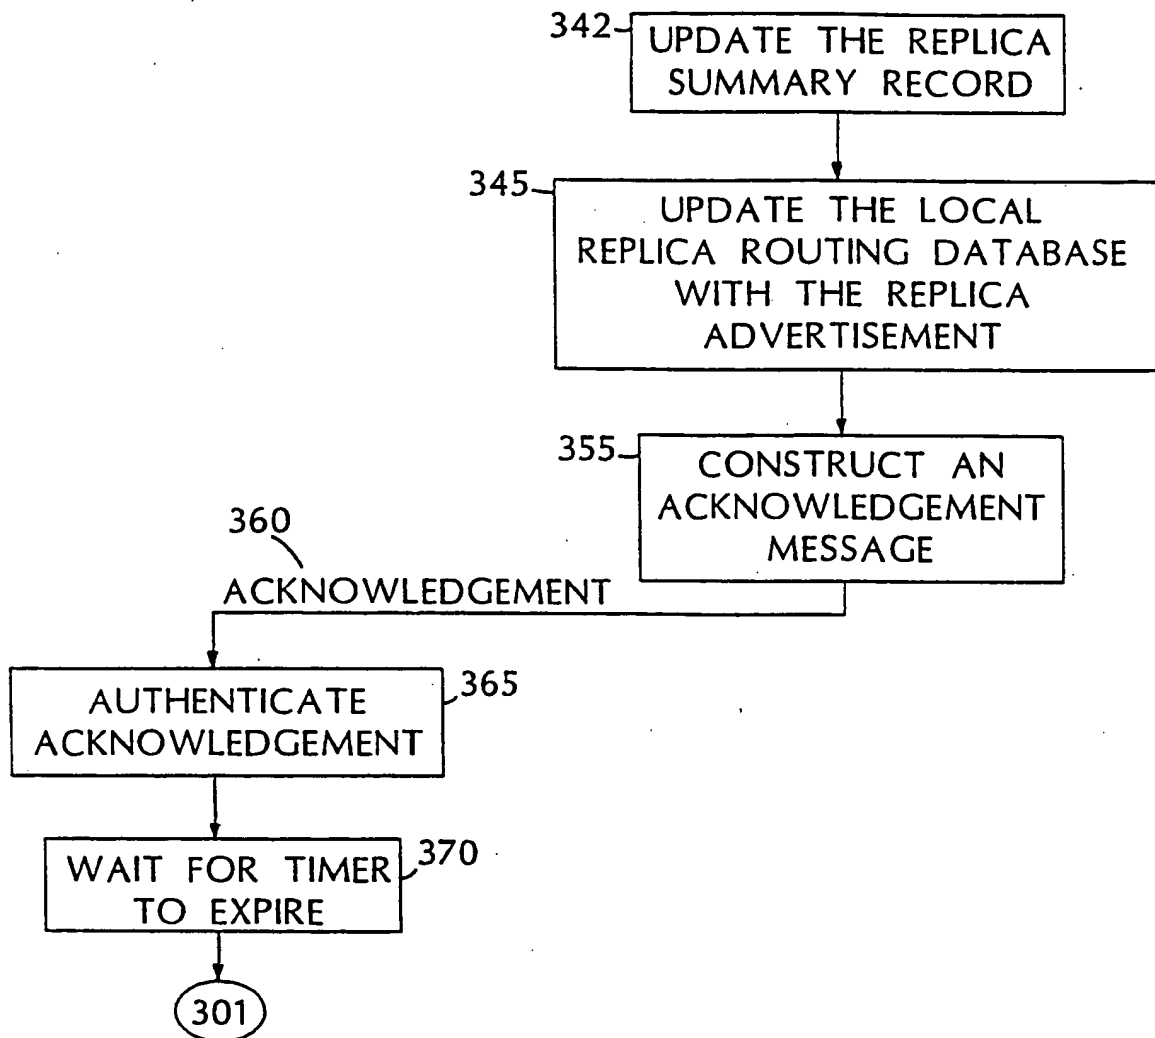 342
UPDATE THE REPLICA
SUMMARY RECORD
345
UPDATE THE LOCAL
REPLICA ROUTING DATABASE
WITH THE REPLICA
ADVERTISEMENT
355
CONSTRUCT AN
ACKNOWLEDGEMENT
MESSAGE
360
ACKNOWLEDGEMENT
AUTHENTICATE
ACKNOWLEDGEMENT
365
WAIT FOR TIMER
TO EXPIRE
370
301